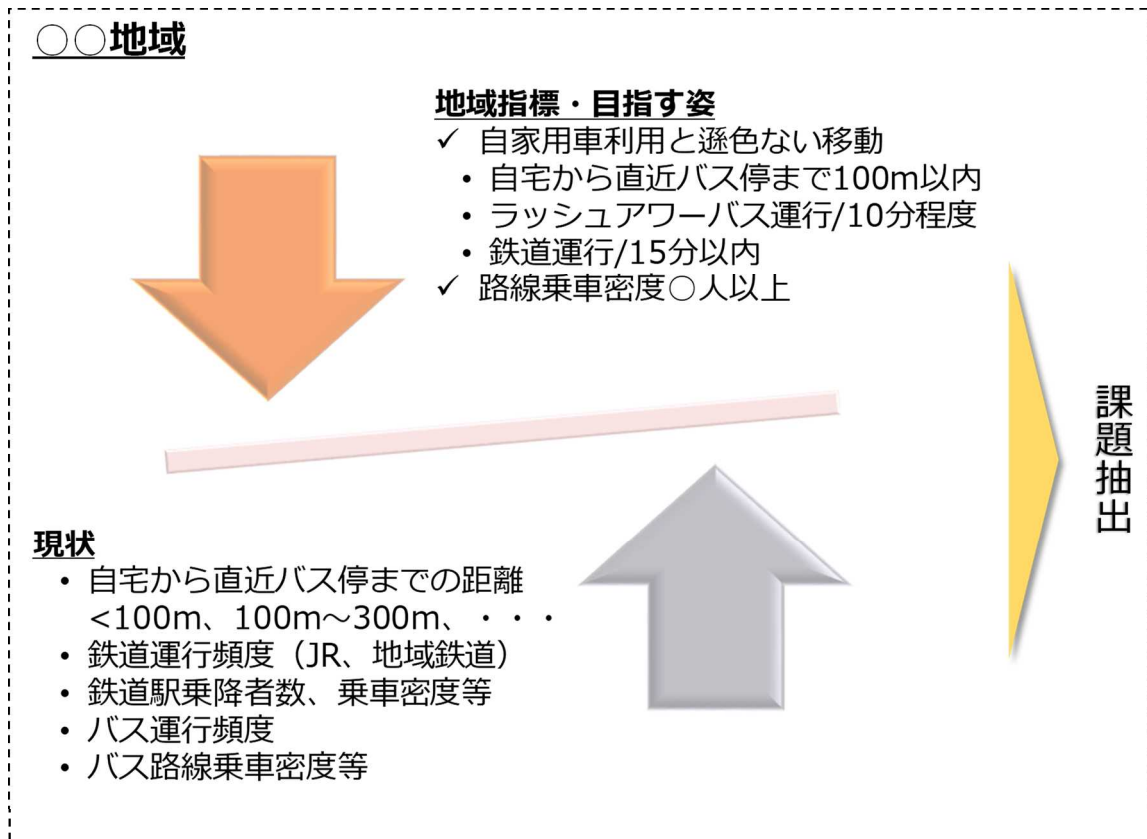 ○○地域
地域指標・目指す姿
✓ 自家用車利用と遜色ない移動
• 自宅から直近バス停まで100m以内
• ラッシュアワーバス運行/10分程度
• 鉄道運行/15分以内
✓ 路線乗車密度○人以上
課題抽出
現状
• 自宅から直近バス停までの距離
<100m、100m～300m、・・・
• 鉄道運行頻度（JR、地域鉄道）
• 鉄道駅乗降者数、乗車密度等
• バス運行頻度
• バス路線乗車密度等